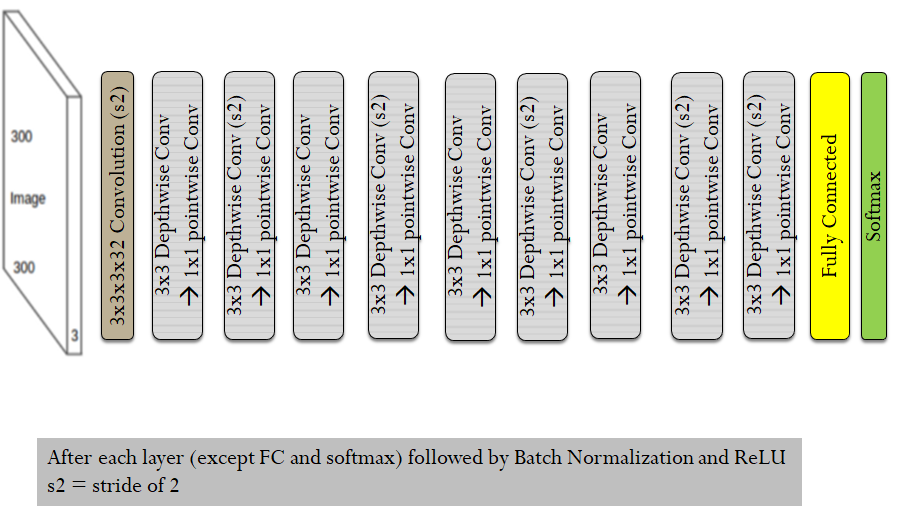 300
Image
300
3
3x3x3x32 Convolution (s2)
3x3 Depthwise Conv
→ 1x1 pointwise Conv
3x3 Depthwise Conv (s2)
→ 1x1 pointwise Conv
3x3 Depthwise Conv
→ 1x1 pointwise Conv
3x3 Depthwise Conv (s2)
→ 1x1 pointwise Conv
3x3 Depthwise Conv
→ 1x1 pointwise Conv
3x3 Depthwise Conv (s2)
→ 1x1 pointwise Conv
3x3 Depthwise Conv
→ 1x1 pointwise Conv
3x3 Depthwise Conv (s2)
→ 1x1 pointwise Conv
3x3 Depthwise Conv (s2)
→ 1x1 pointwise Conv
Fully Connected
Softmax
After each layer (except FC and softmax) followed by Batch Normalization and ReLU
s2 = stride of 2